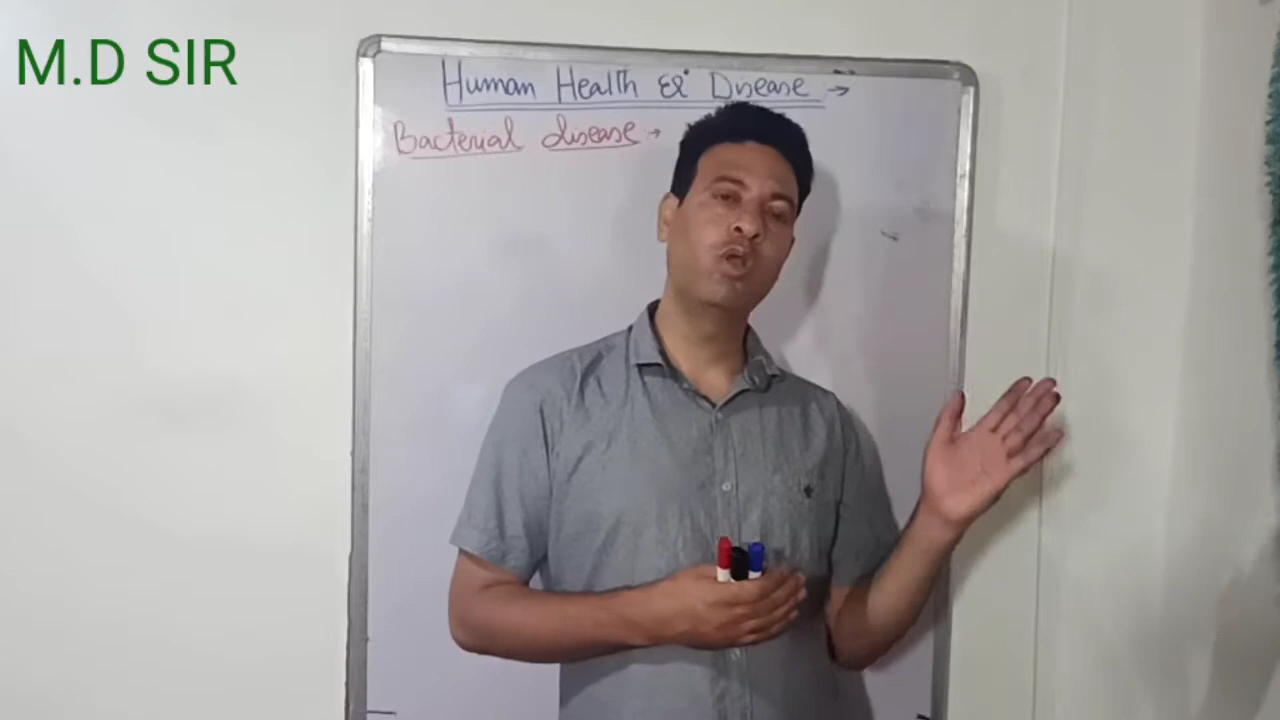 M.D SIR
Human Health & Disease →
Bacterial disease →